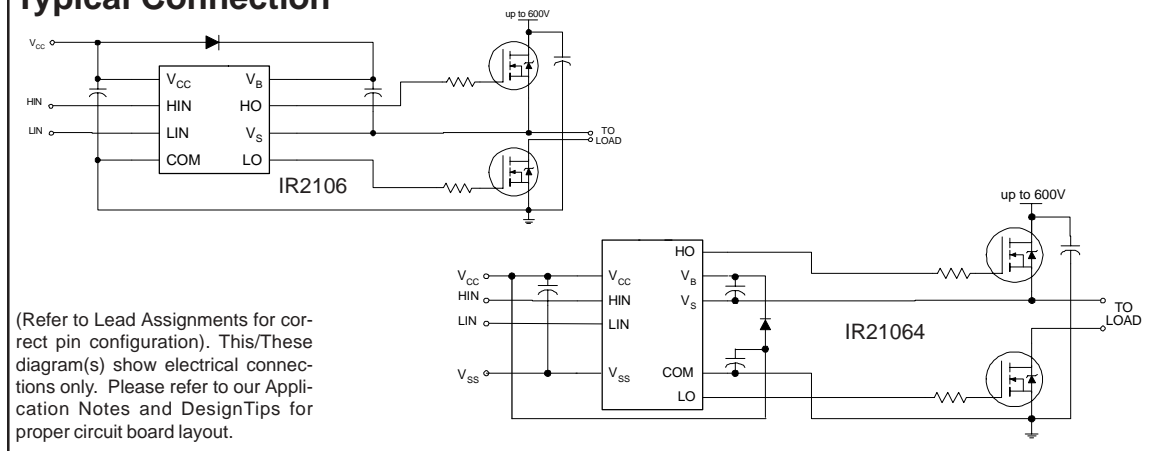 Typical Connection
up to 600V
VCC
VCC
VB
HIN
HIN
HO
LIN
LIN
VS
TO
LOAD
COM
LO
IR2106
up to 600V
HO
VCC
VCC
VB
HIN
HIN
VS
TO
LOAD
LIN
LIN
IR21064
VSS
VSS
COM
LO
(Refer to Lead Assignments for cor-
rect pin configuration). This/These
diagram(s) show electrical connec-
tions only. Please refer to our Appli-
cation Notes and DesignTips for
proper circuit board layout.